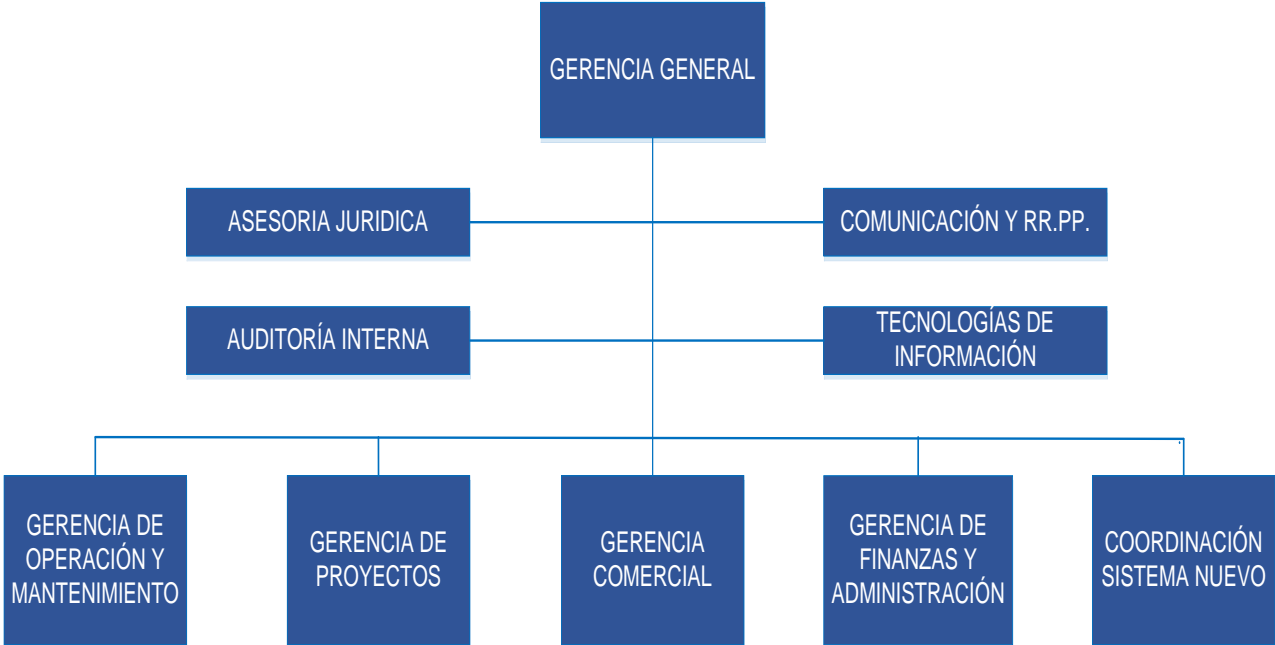 GERENCIA GENERAL
ASESORIA JURIDICA
COMUNICACIÓN Y RR.PP.
AUDITORÍA INTERNA
TECNOLOGÍAS DE
INFORMACIÓN
GERENCIA DE
OPERACIÓN Y
MANTENIMIENTO
GERENCIA DE
PROYECTOS
GERENCIA
COMERCIAL
GERENCIA DE
FINANZAS Y
ADMINISTRACIÓN
COORDINACIÓN
SISTEMA NUEVO